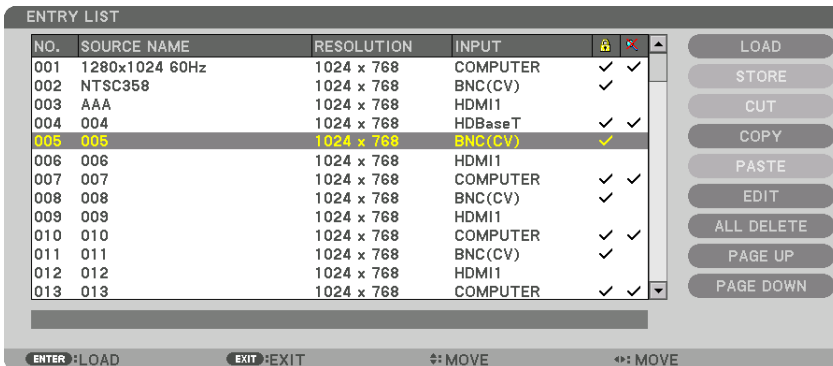 ENTRY LIST
NO. SOURCE NAME RESOLUTION INPUT
001 1280x1024 60Hz 1024 x 768 COMPUTER ✓ ✓
002 NTSC358 1024 x 768 BNC(CV) ✓
003 AAA 1024 x 768 HDMI1
004 004 1024 x 768 HDBaseT ✓ ✓
005 005 1024 x 768 BNC(CV) ✓
006 006 1024 x 768 HDMI1
007 007 1024 x 768 COMPUTER ✓ ✓
008 008 1024 x 768 BNC(CV) ✓
009 009 1024 x 768 HDMI1
010 010 1024 x 768 COMPUTER ✓ ✓
011 011 1024 x 768 BNC(CV) ✓
012 012 1024 x 768 HDMI1
013 013 1024 x 768 COMPUTER ✓ ✓
LOAD
STORE
CUT
COPY
PASTE
EDIT
ALL DELETE
PAGE UP
PAGE DOWN
ENTER :LOAD EXIT :EXIT :MOVE :MOVE